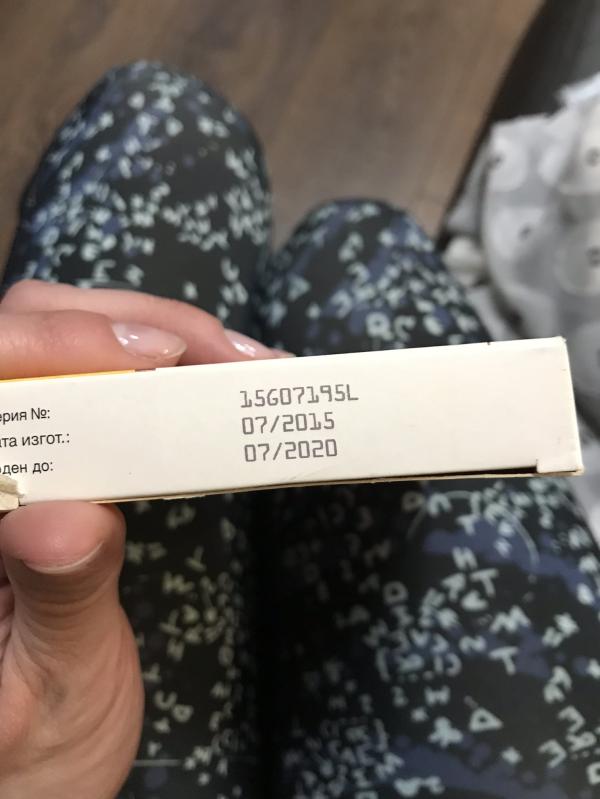 ерия №: 15G07195L
ата изгот.: 07/2015
оден до: 07/2020